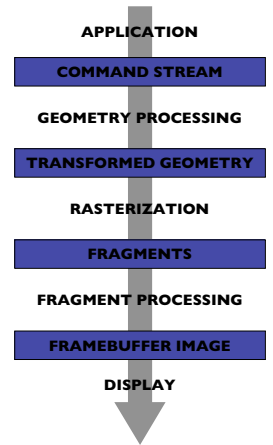 APPLICATION
COMMAND STREAM
GEOMETRY PROCESSING
TRANSFORMED GEOMETRY
RASTERIZATION
FRAGMENTS
FRAGMENT PROCESSING
FRAMEBUFFER IMAGE
DISPLAY